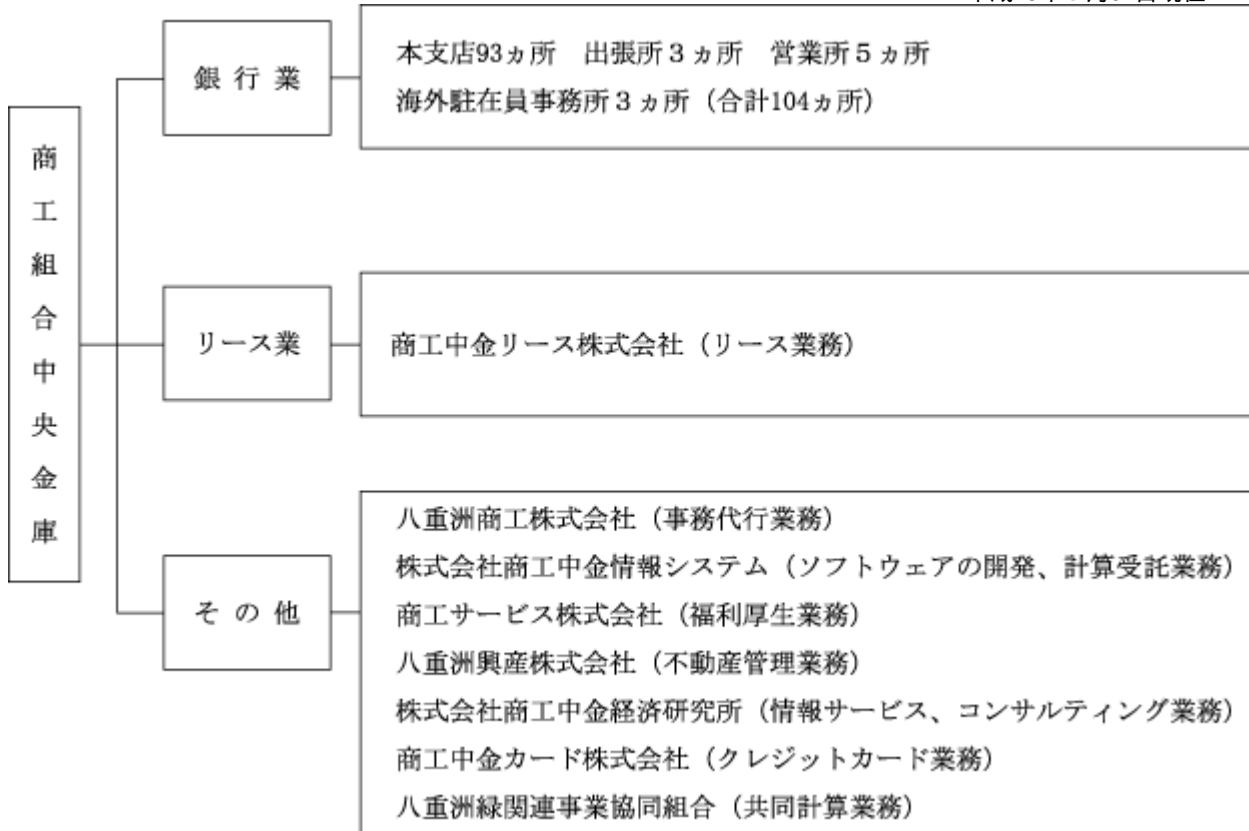 商工組合中央金庫
銀行業
本支店93ヵ所　出張所３ヵ所　営業所５ヵ所
海外駐在員事務所３ヵ所（合計104ヵ所）
リース業
商工中金リース株式会社（リース業務）
その他
八重洲商工株式会社（事務代行業務）
株式会社商工中金情報システム（ソフトウェアの開発、計算受託業務）
商工サービス株式会社（福利厚生業務）
八重洲興産株式会社（不動産管理業務）
株式会社商工中金経済研究所（情報サービス、コンサルティング業務）
商工中金カード株式会社（クレジットカード業務）
八重洲緑関連事業協同組合（共同計算業務）